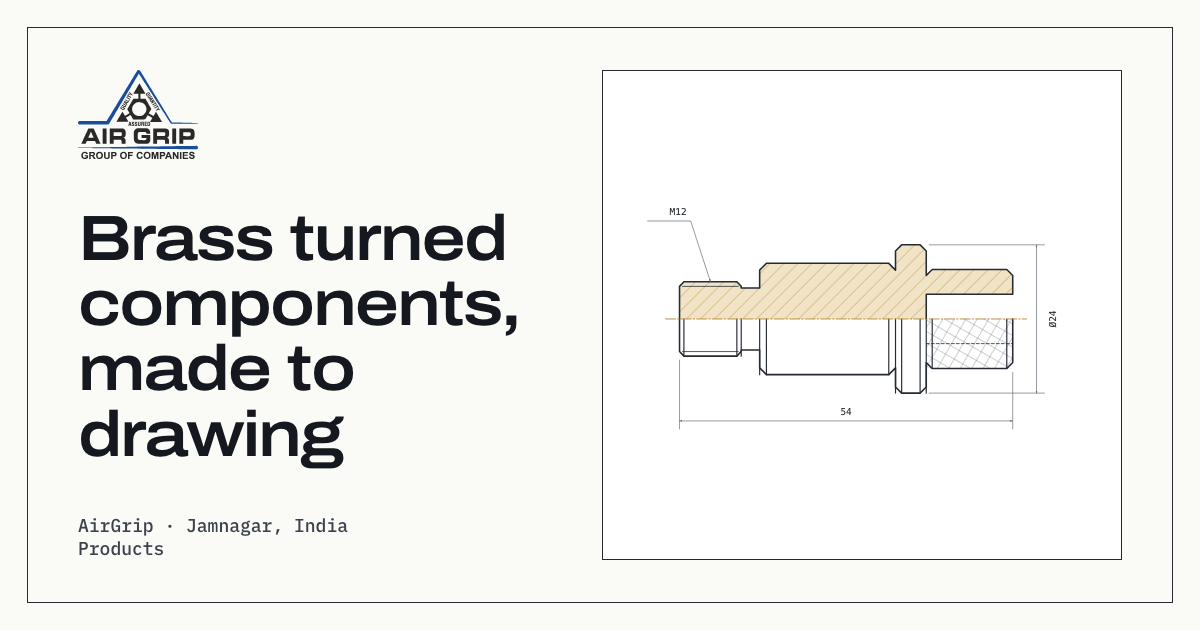 QUALITY
QUANTITY
ASSURED
AIR GRIP
GROUP OF COMPANIES
Brass turned
components,
made to
drawing
AirGrip · Jamnagar, India
Products
M12
Ø24
54